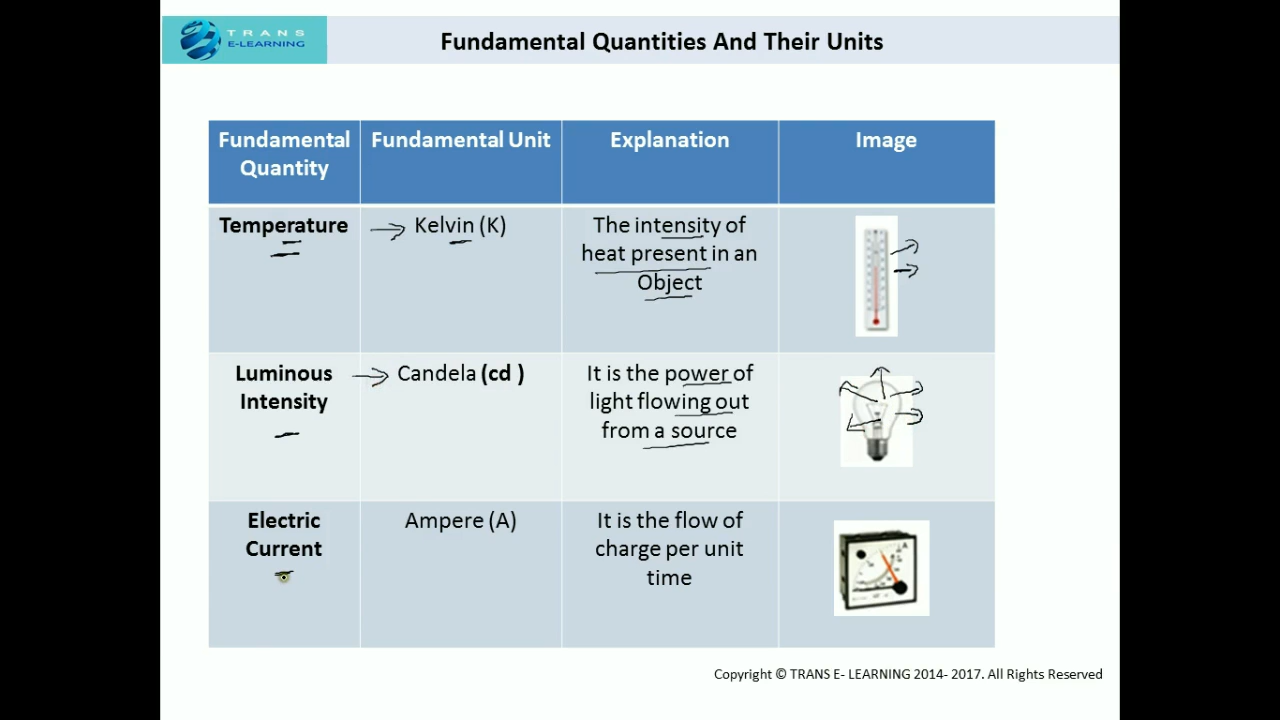 TRANS
E-LEARNING
Fundamental Quantities And Their Units
Fundamental
Quantity
Fundamental Unit
Explanation
Image
Temperature
Kelvin (K)
The intensity of
heat present in an
Object
Luminous
Intensity
Candela (cd )
It is the power of
light flowing out
from a source
Electric
Current
Ampere (A)
It is the flow of
charge per unit
time
Copyright © TRANS E- LEARNING 2014- 2017. All Rights Reserved